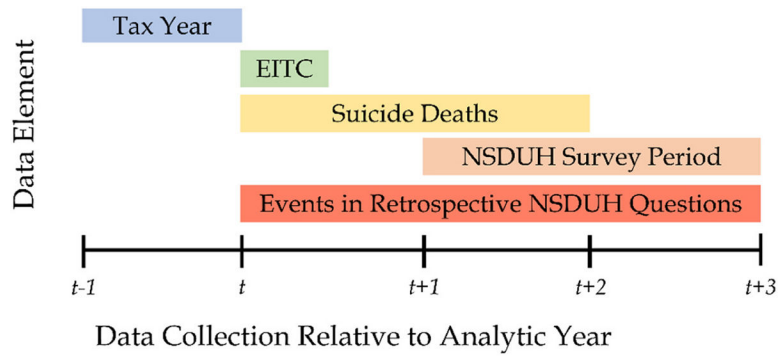 Data Element
Tax Year
EITC
Suicide Deaths
NSDUH Survey Period
Events in Retrospective NSDUH Questions
t-1 t t+1 t+2 t+3
Data Collection Relative to Analytic Year